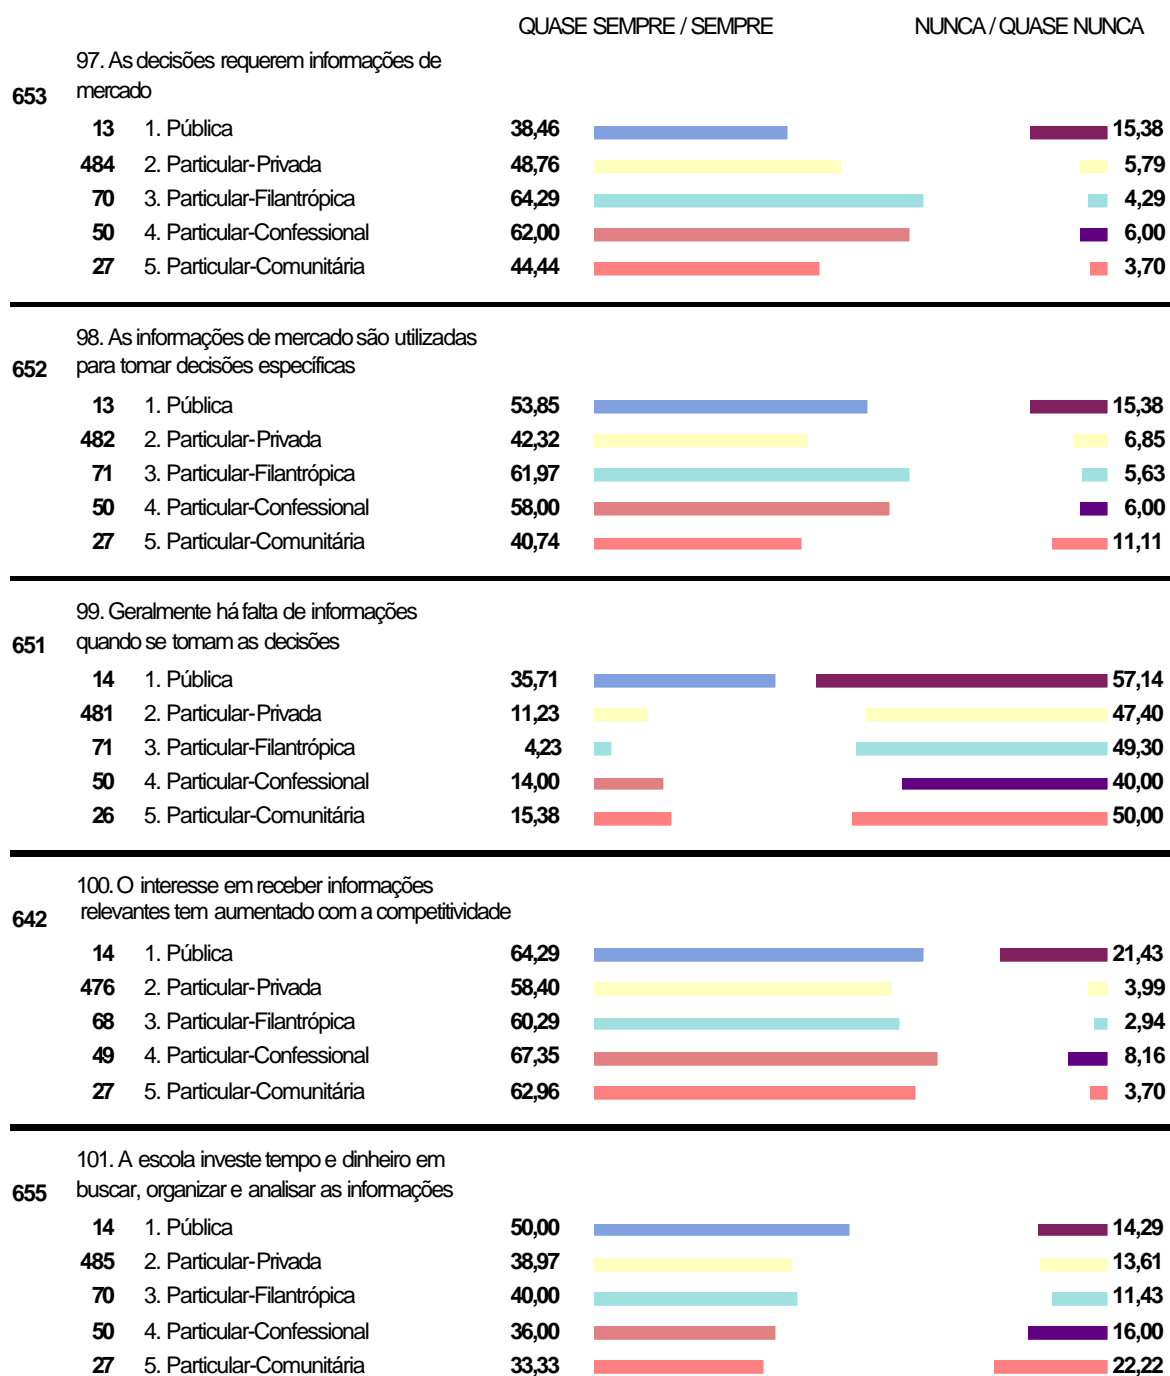 QUASE SEMPRE / SEMPRE NUNCA / QUASE NUNCA
97. As decisões requerem informações de
653 mercado
13 1. Pública 38,46 15,38
484 2. Particular-Privada 48,76 5,79
70 3. Particular-Filantrópica 64,29 4,29
50 4. Particular-Confessional 62,00 6,00
27 5. Particular-Comunitária 44,44 3,70
98. As informações de mercado são utilizadas
652 para tomar decisões específicas
13 1. Pública 53,85 15,38
482 2. Particular-Privada 42,32 6,85
71 3. Particular-Filantrópica 61,97 5,63
50 4. Particular-Confessional 58,00 6,00
27 5. Particular-Comunitária 40,74 11,11
99. Geralmente há falta de informações
651 quando se tomam as decisões
14 1. Pública 35,71 57,14
481 2. Particular-Privada 11,23 47,40
71 3. Particular-Filantrópica 4,23 49,30
50 4. Particular-Confessional 14,00 40,00
26 5. Particular-Comunitária 15,38 50,00
100. O interesse em receber informações
642 relevantes tem aumentado com a competitividade
14 1. Pública 64,29 21,43
476 2. Particular-Privada 58,40 3,99
68 3. Particular-Filantrópica 60,29 2,94
49 4. Particular-Confessional 67,35 8,16
27 5. Particular-Comunitária 62,96 3,70
101. A escola investe tempo e dinheiro em
655 buscar, organizar e analisar as informações
14 1. Pública 50,00 14,29
485 2. Particular-Privada 38,97 13,61
70 3. Particular-Filantrópica 40,00 11,43
50 4. Particular-Confessional 36,00 16,00
27 5. Particular-Comunitária 33,33 22,22